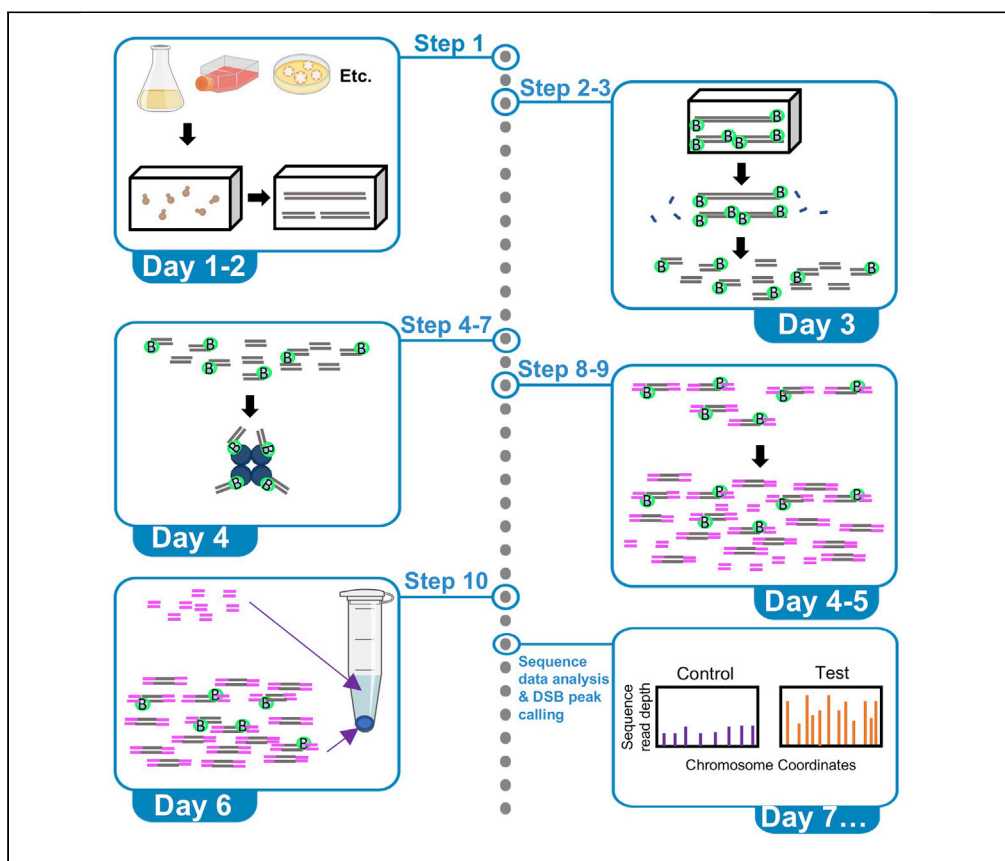 Step 1
Etc.
Day 1-2
Step 2-3
B
B B B
B B
B
B B B
B B
B B B
B
B B
Day 3
Step 4-7
B B B
B
B B
B B
B B
Day 4
Step 8-9
B B
B B
B B
B B
B B
B B
Day 4-5
Step 10
B
B B
B B
B
Day 6
Sequence
data analysis
& DSB peak
calling
Control
Test
Sequence
read depth
Chromosome Coordinates
Day 7…